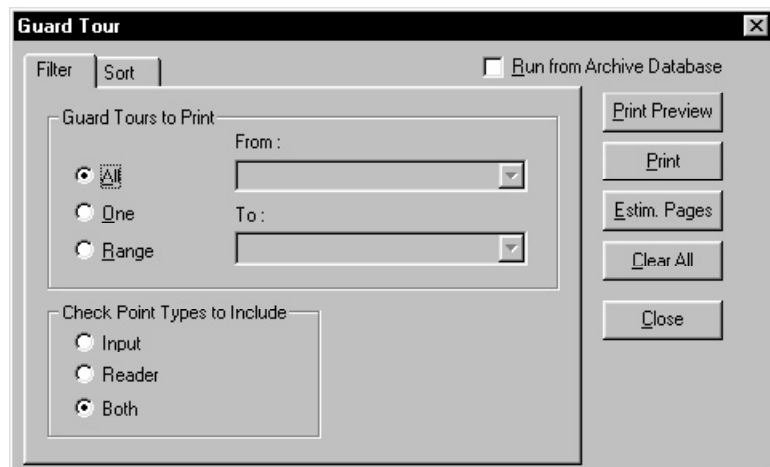 Guard Tour
Filter
Sort
Run from Archive Database
Guard Tours to Print
From :
All
One
To :
Range
Check Point Types to Include
Input
Reader
Both
Print Preview
Print
Estim. Pages
Clear All
Close